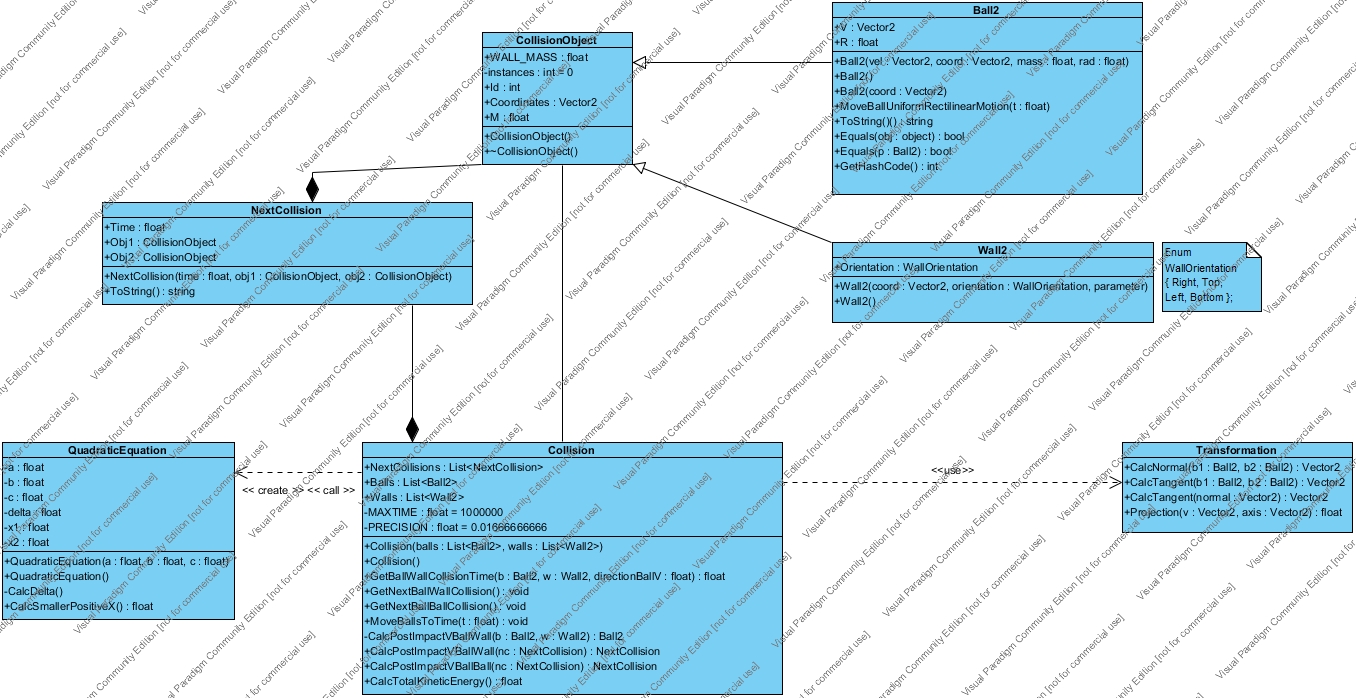 CollisionObject
+WALL_MASS : float
-instances : int = 0
+Id : int
+Coordinates : Vector2
+M : float
+CollisionObject()
+~CollisionObject()
Ball2
+V : Vector2
+R : float
+Ball2(vel : Vector2, coord : Vector2, mass : float, rad : float)
+Ball2()
+Ball2(coord : Vector2)
+MoveBallUniformRectilinearMotion(t : float)
+ToString()() : string
+Equals(obj : object) : bool
+Equals(p : Ball2) : bool
+GetHashCode() : int
NextCollision
+Time : float
+Obj1 : CollisionObject
+Obj2 : CollisionObject
+NextCollision(time : float, obj1 : CollisionObject, obj2 : CollisionObject)
+ToString() : string
Wall2
+Orientation : WallOrientation
+Wall2(coord : Vector2, orientation : WallOrientation, parameter)
+Wall2()
Enum
WallOrientation
{ Right, Top,
Left, Bottom };
QuadraticEquation
-a : float
-b : float
-c : float
-delta : float
-x1 : float
-x2 : float
+QuadraticEquation(a : float, b : float, c : float)
+QuadraticEquation()
-CalcDelta()
+CalcSmallerPositiveX() : float
<< create >> << call >>
Collision
+NextCollisions : List<NextCollision>
+Balls : List<Ball2>
+Walls : List<Wall2>
-MAXTIME : float = 1000000
-PRECISION : float = 0.01666666666
+Collision(balls : List<Ball2>, walls : List<Wall2>)
+Collision()
+GetBallWallCollisionTime(b : Ball2, w : Wall2, directionBallV : float) : float
+GetNextBallWallCollision() : void
+GetNextBallBallCollision() : void
+MoveBallsToTime(t : float) : void
-CalcPostImpactVBallWall(b : Ball2, w : Wall2) : Ball2
+CalcPostImpactVBallWall(nc : NextCollision) : NextCollision
+CalcPostImpactVBallBall(nc : NextCollision) : NextCollision
+CalcTotalKineticEnergy() : float
<<use>>
Transformation
+CalcNormal(b1 : Ball2, b2 : Ball2) : Vector2
+CalcTangent(b1 : Ball2, b2 : Ball2) : Vector2
+CalcTangent(normal : Vector2) : Vector2
+Projection(v : Vector2, axis : Vector2) : float
Visual Paradigm Community Edition [not for commercial use]